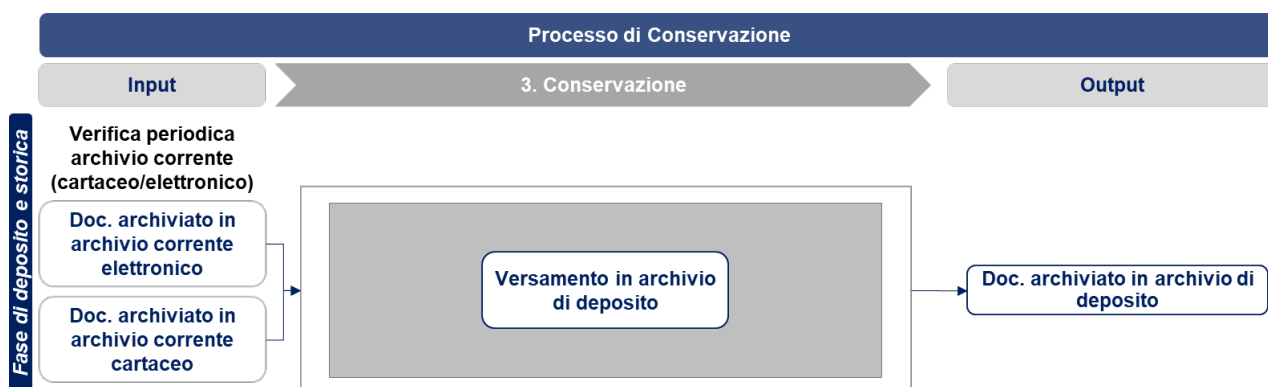 Processo di Conservazione
Input
3. Conservazione
Output
Fase di deposito e storica
Verifica periodica
archivio corrente
(cartaceo/elettronico)
Doc. archiviato in
archivio corrente
elettronico
Doc. archiviato in
archivio corrente
cartaceo
Versamento in archivio
di deposito
Doc. archiviato in archivio di
deposito